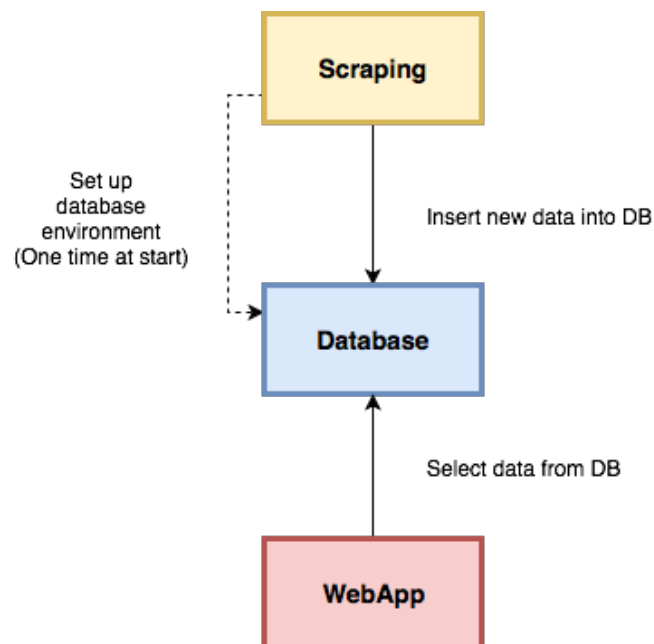 Scraping
Set up
database
environment
(One time at start)
Insert new data into DB
Database
Select data from DB
WebApp